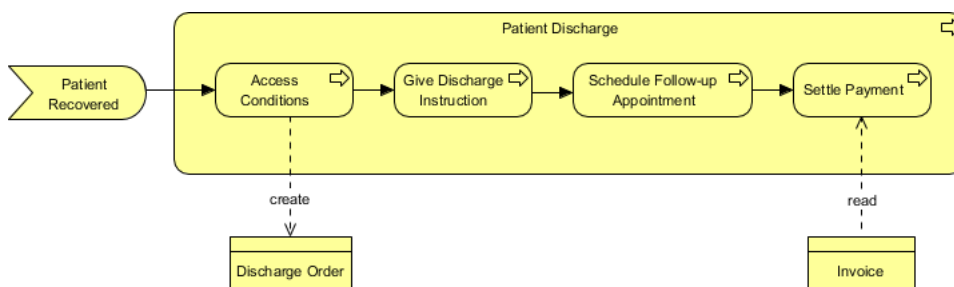 Patient Discharge
Patient
Recovered
Access
Conditions
Give Discharge
Instruction
Schedule Follow-up
Appointment
Settle Payment
create
read
Discharge Order
Invoice